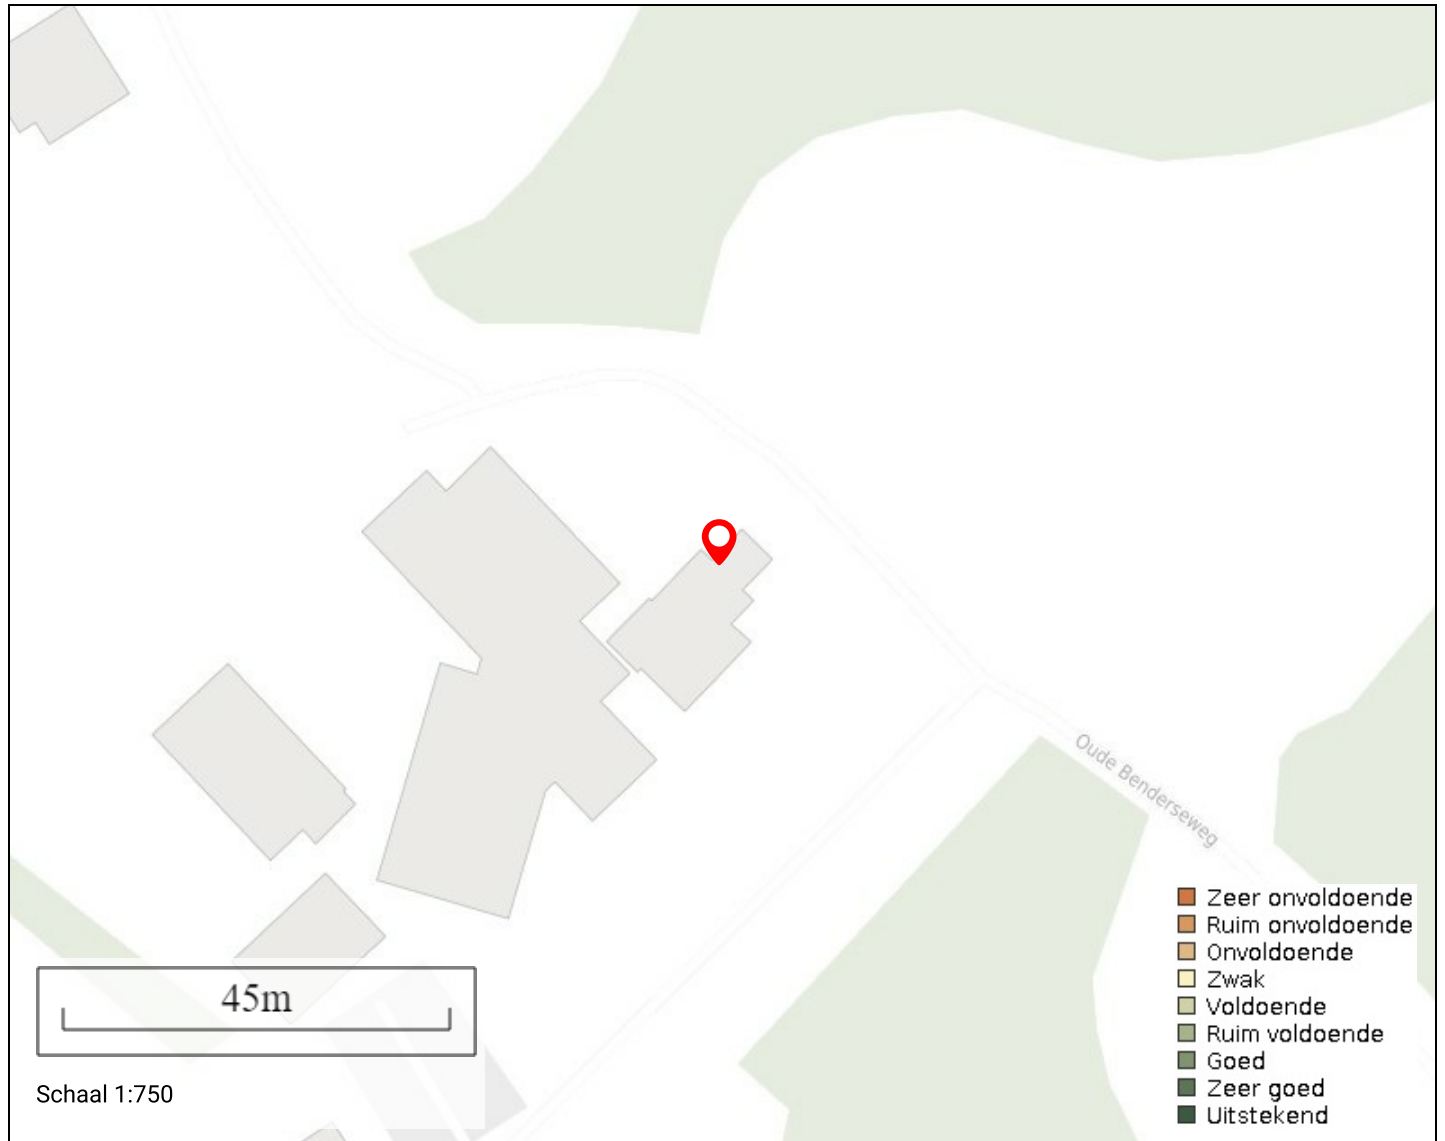 Oude Benderseweg
Zeer onvoldoende
Ruim onvoldoende
Onvoldoende
Zwak
Voldoende
Ruim voldoende
Goed
Zeer goed
Uitstekend
45m
Schaal 1:750